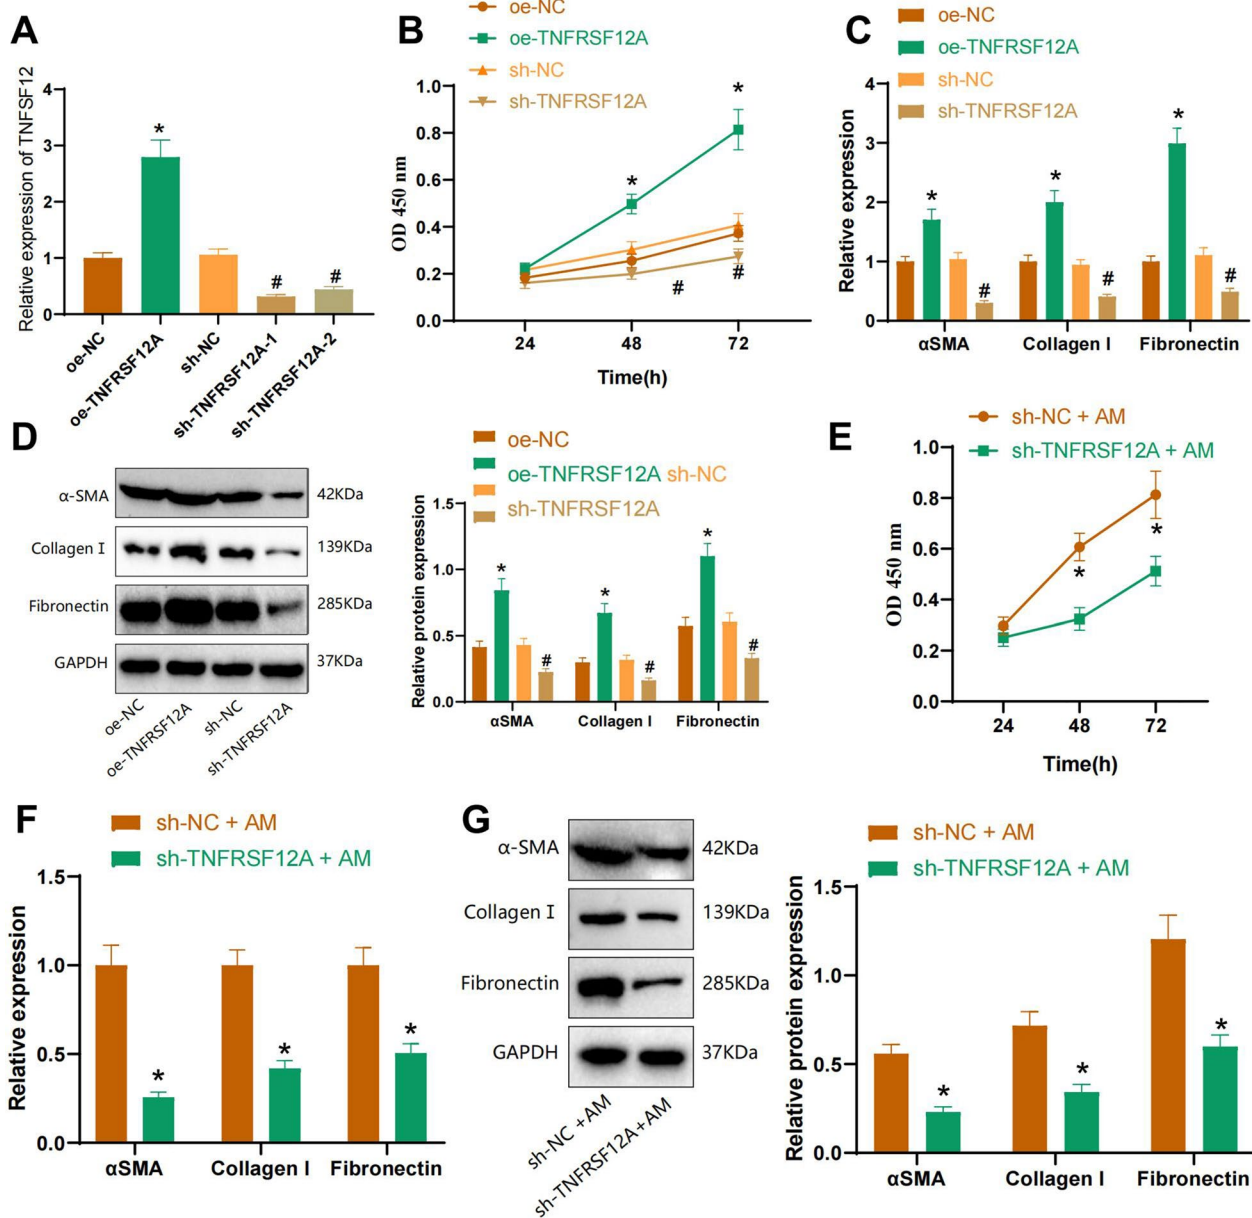 A
Relative expression of TNFSF12
4
3
2
1
0
*
#
#
oe-NC
oe-TNFRSF12A
sh-NC
sh-TNFRSF12A-1
sh-TNFRSF12A-2
B
oe-NC
oe-TNFRSF12A
sh-NC
sh-TNFRSF12A
OD 450 nm
1.0
0.8
0.6
0.4
0.2
0.0
*
*
#
#
24 48 72
Time(h)
C
oe-NC
oe-TNFRSF12A
sh-NC
sh-TNFRSF12A
Relative expression
4
3
2
1
0
*
#
*
#
*
#
αSMA Collagen I Fibronectin
D
α-SMA 42KDa
Collagen I 139KDa
Fibronectin 285KDa
GAPDH 37KDa
oe-NC
oe-TNFRSF12A
sh-NC
sh-TNFRSF12A
oe-NC
oe-TNFRSF12A sh-NC
sh-TNFRSF12A
Relative protein expression
1.5
1.0
0.5
0.0
*
#
*
#
*
#
αSMA Collagen I Fibronectin
E
sh-NC + AM
sh-TNFRSF12A + AM
OD 450 nm
1.0
0.8
0.6
0.4
0.2
0.0
*
*
24 48 72
Time(h)
F
sh-NC + AM
sh-TNFRSF12A + AM
Relative expression
1.5
1.0
0.5
0.0
*
*
*
αSMA Collagen I Fibronectin
G
α-SMA 42KDa
Collagen I 139KDa
Fibronectin 285KDa
GAPDH 37KDa
sh-NC +AM
sh-TNFRSF12A+AM
sh-NC + AM
sh-TNFRSF12A + AM
Relative protein expression
1.5
1.0
0.5
0.0
*
*
*
αSMA Collagen I Fibronectin